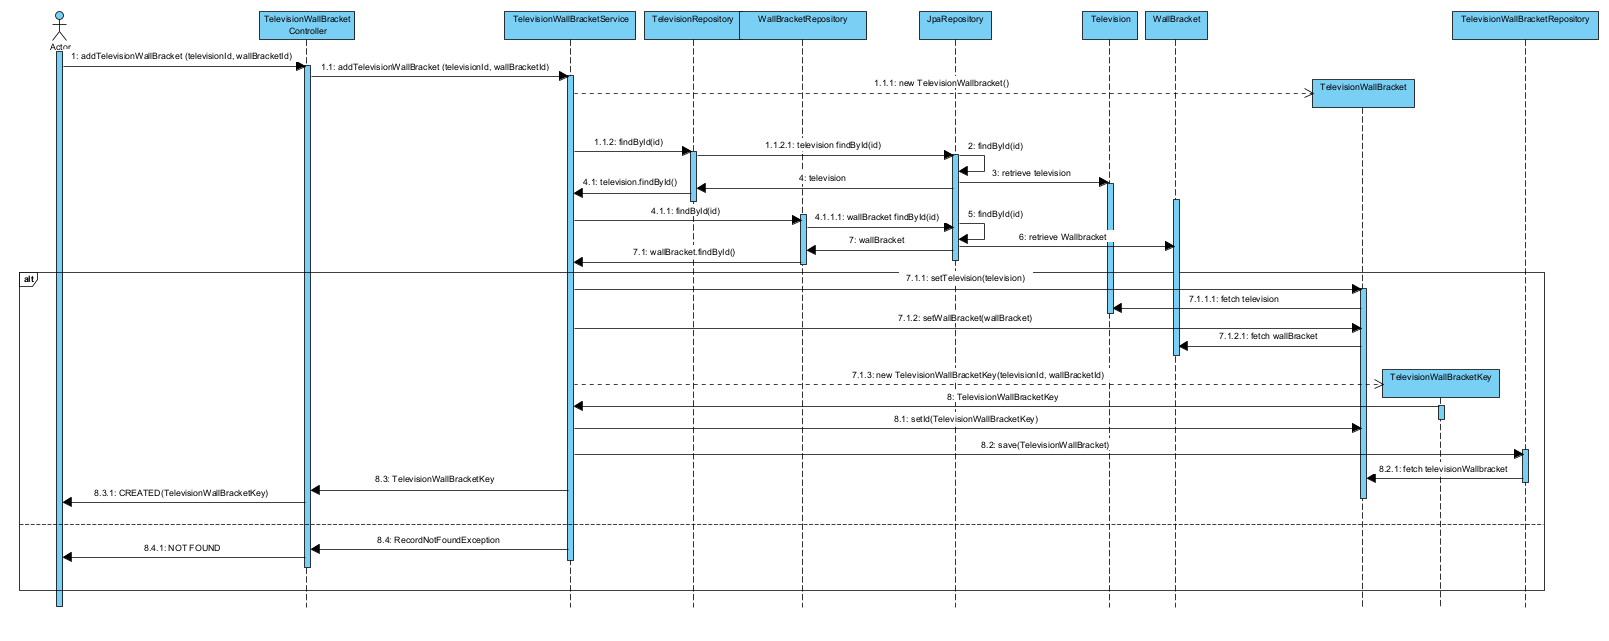 Actor
TelevisionWallBracket
Controller
TelevisionWallBracketService
TelevisionRepository
WallBracketRepository
JpaRepository
Television
WallBracket
TelevisionWallBracketRepository
1: addTelevisionWallBracket (televisionId, wallBracketId)
1.1: addTelevisionWallBracket (televisionId, wallBracketId)
1.1.1: new TelevisionWallbracket()
TelevisionWallBracket
1.1.2: findById(id)
1.1.2.1: television findById(id)
2: findById(id)
3: retrieve television
4: television
4.1: television.findById()
4.1.1: findById(id)
4.1.1.1: wallBracket findById(id)
5: findById(id)
6: retrieve Wallbracket
7: wallBracket
7.1: wallBracket.findById()
alt
7.1.1: setTelevision(television)
7.1.1.1: fetch television
7.1.2: setWallBracket(wallBracket)
7.1.2.1: fetch wallBracket
7.1.3: new TelevisionWallBracketKey(televisionId, wallBracketId)
TelevisionWallBracketKey
8: TelevisionWallBracketKey
8.1: setId(TelevisionWallBracketKey)
8.2: save(TelevisionWallBracket)
8.2.1: fetch televisionWallbracket
8.3: TelevisionWallBracketKey
8.3.1: CREATED(TelevisionWallBracketKey)
8.4: RecordNotFoundException
8.4.1: NOT FOUND